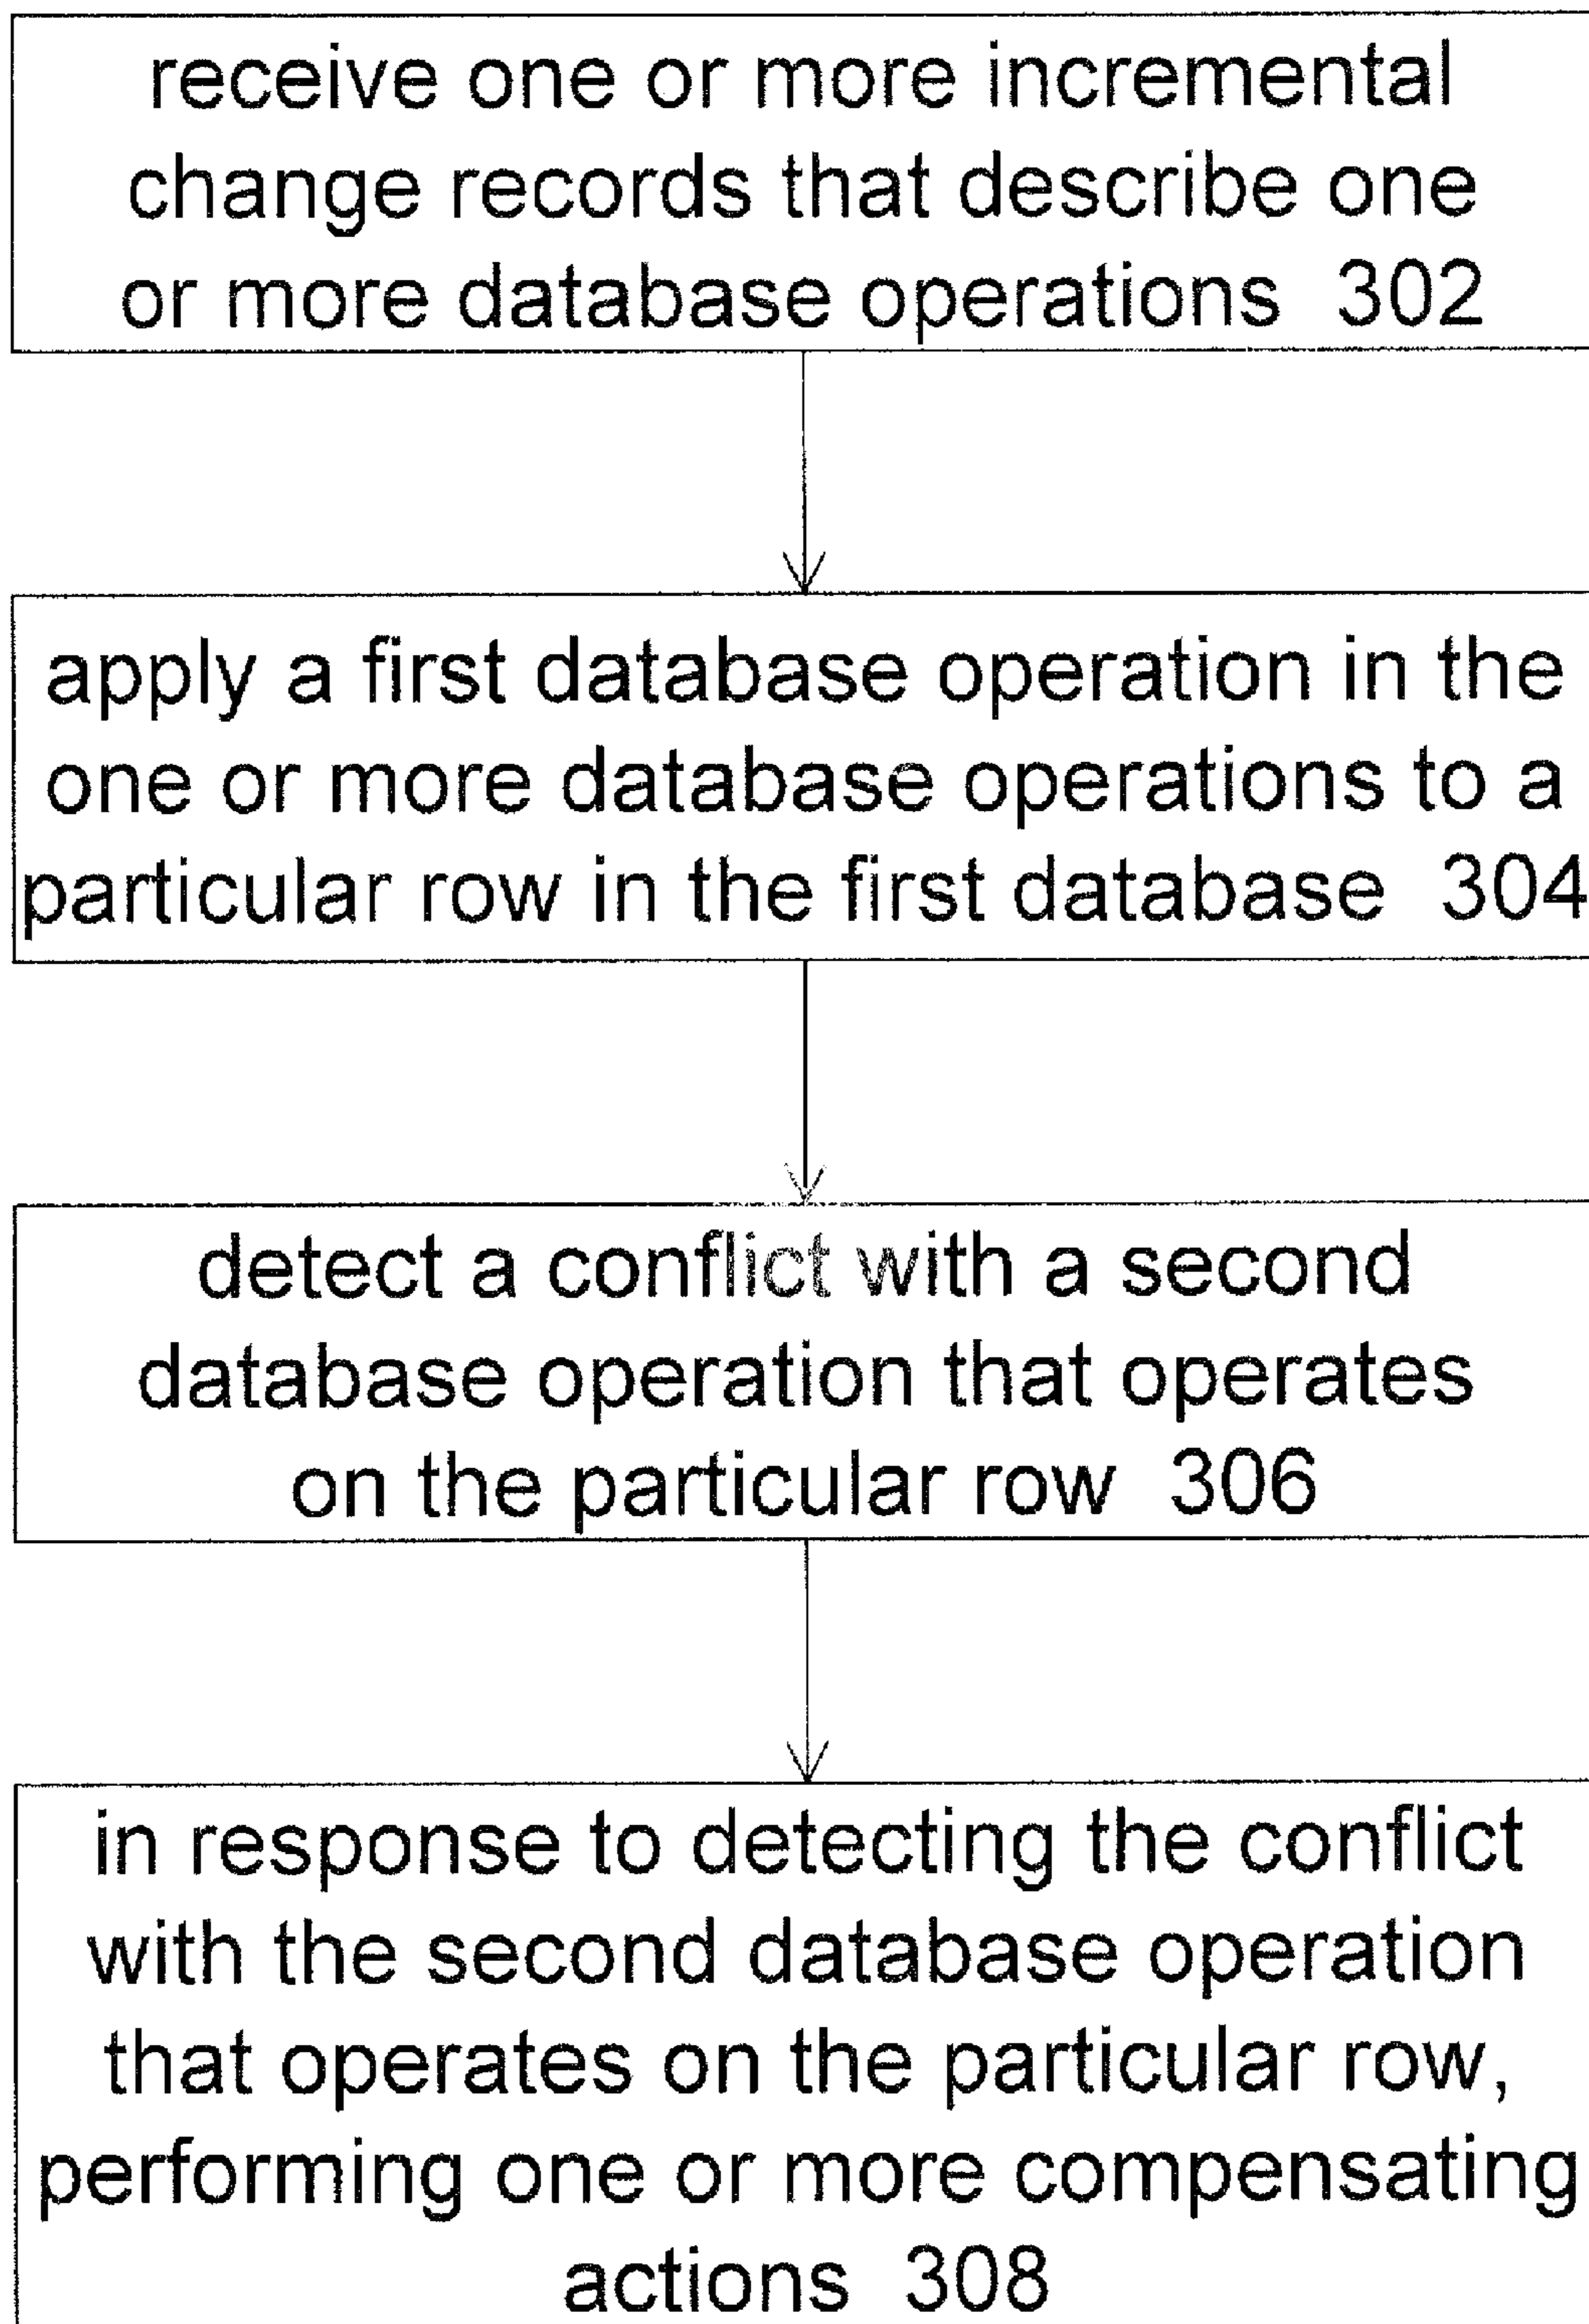 receive one or more incremental
change records that describe one
or more database operations 302
apply a first database operation in the
one or more database operations to a
particular row in the first database 304
detect a conflict with a second
database operation that operates
on the particular row 306
in response to detecting the conflict
with the second database operation
that operates on the particular row,
performing one or more compensating
actions 308